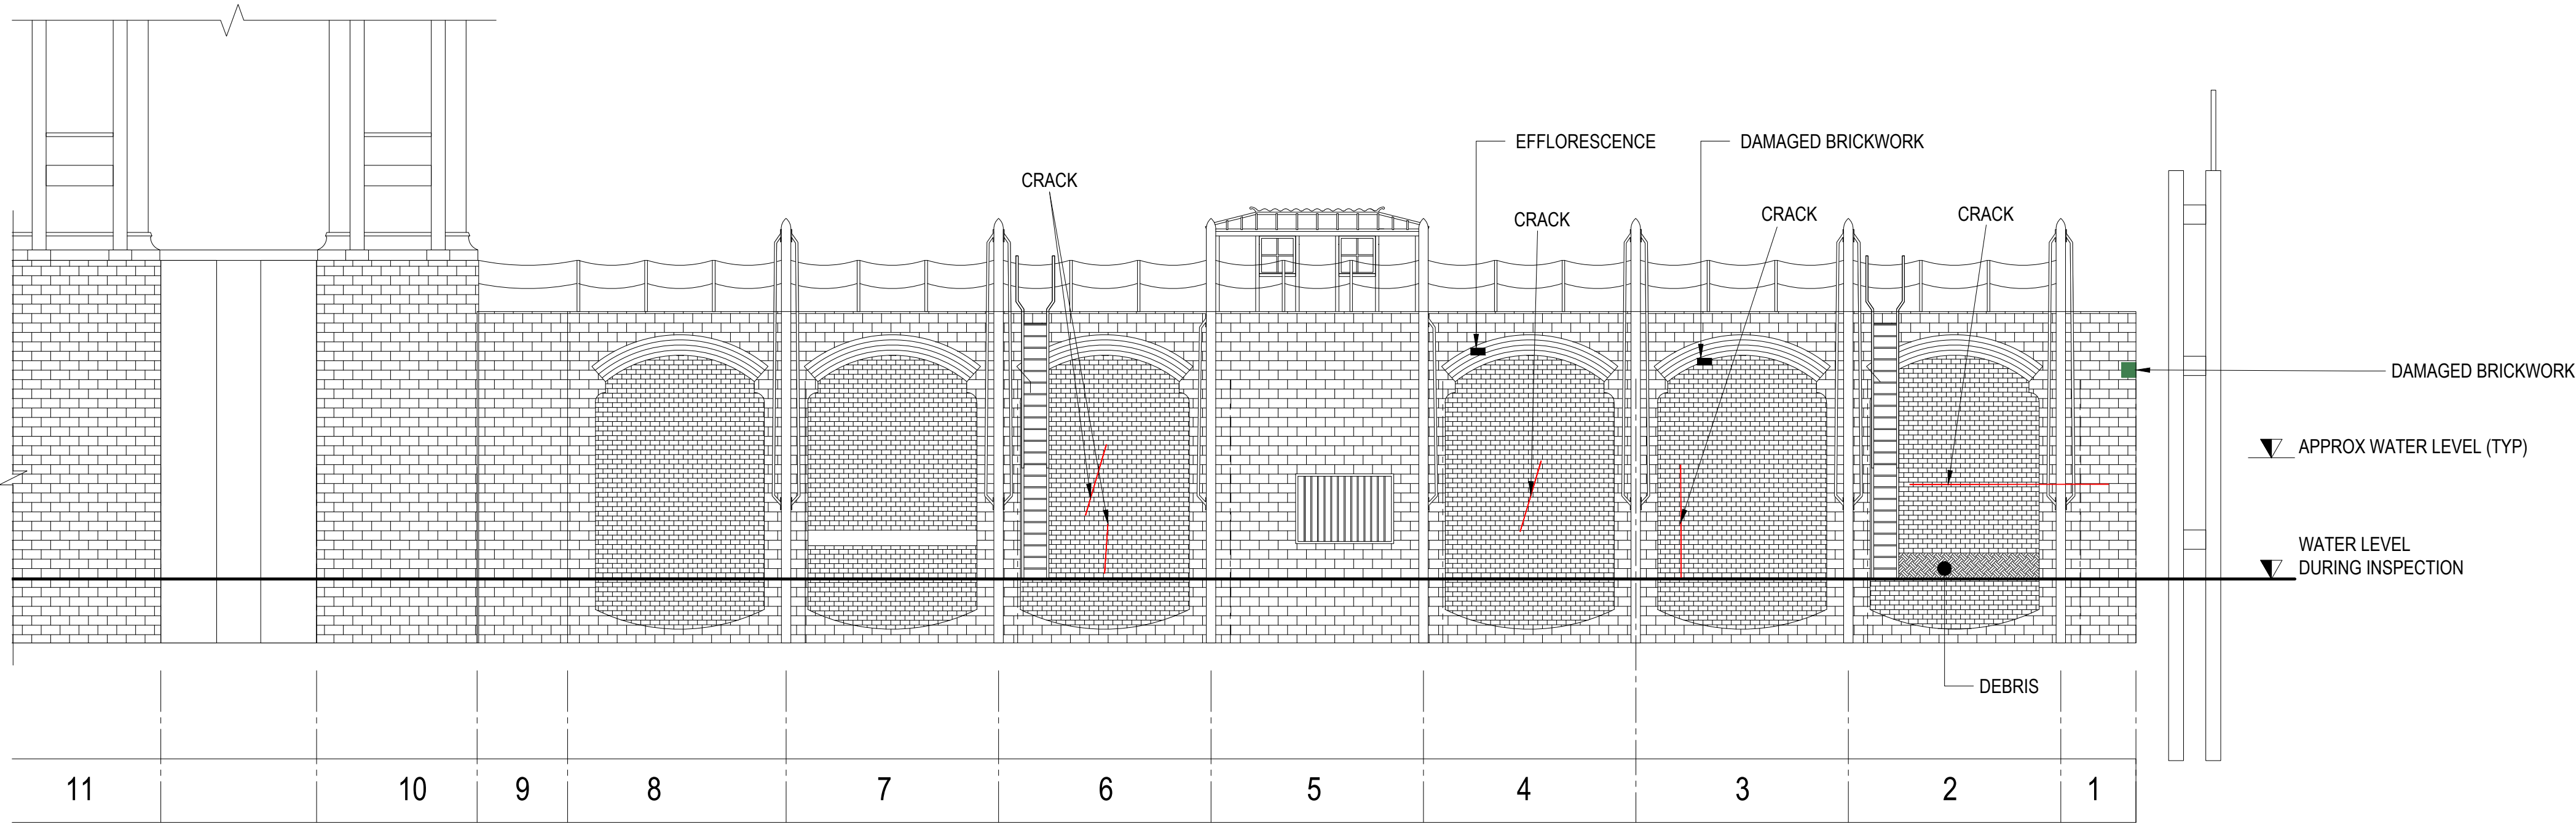 EFFLORESCENCE
DAMAGED BRICKWORK
CRACK
CRACK
CRACK
CRACK
DAMAGED BRICKWORK
APPROX WATER LEVEL (TYP)
WATER LEVEL
DURING INSPECTION
DEBRIS
11
10
9
8
7
6
5
4
3
2
1